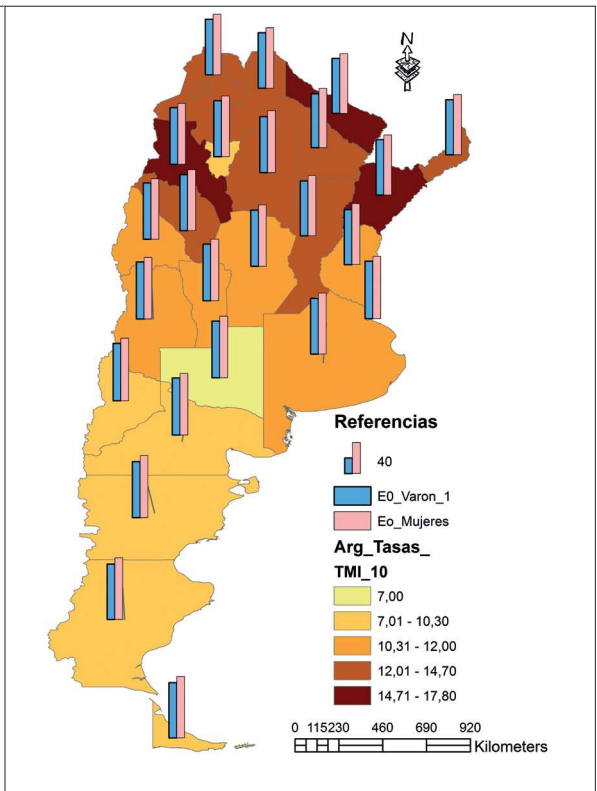 N
Referencias
40
E0_Varon_1
Eo_Mujeres
Arg_Tasas_
TMI_10
7,00
7,01 - 10,30
10,31 - 12,00
12,01 - 14,70
14,71 - 17,80
0 115230 460 690 920
Kilometers